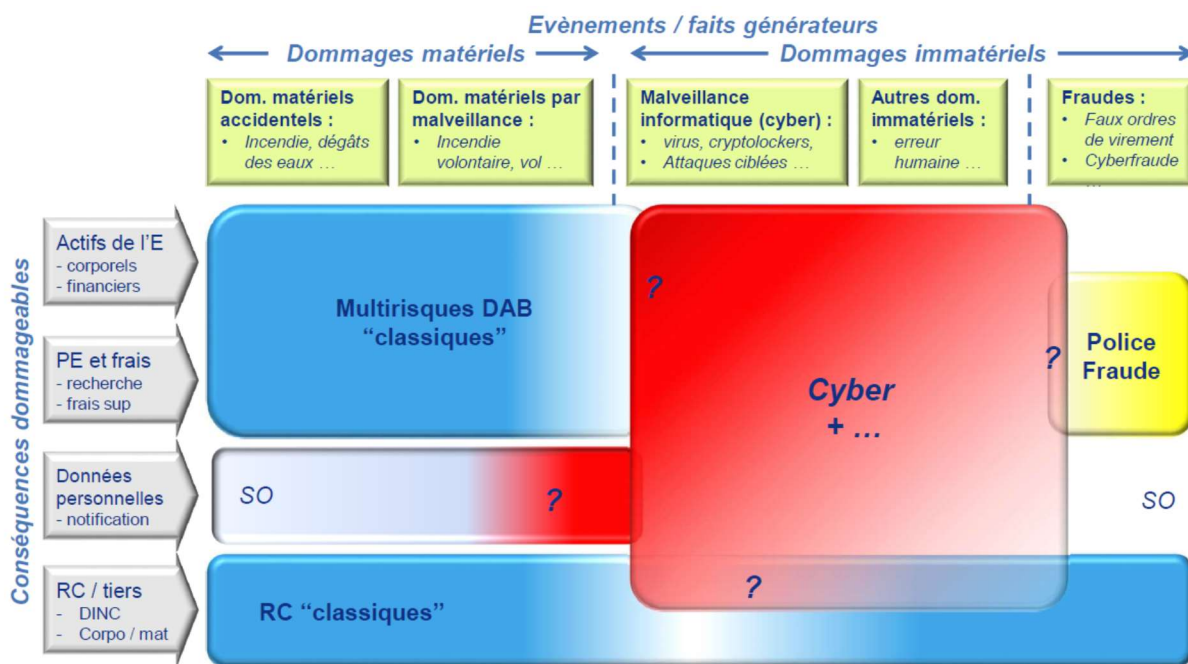 Evènements / faits générateurs
Dommages matériels
Dommages immatériels
Dom. matériels
accidentels :
• Incendie, dégâts
des eaux …
Dom. matériels par
malveillance :
• Incendie
volontaire, vol …
Malveillance
informatique (cyber) :
• virus, cryptolockers,
• Attaques ciblées …
Autres dom.
immatériels :
• erreur
humaine …
Fraudes :
• Faux ordres
de virement
• Cyberfraude
…
Conséquences dommageables
Actifs de l’E
- corporels
- financiers
PE et frais
- recherche
- frais sup
Données
personnelles
- notification
RC / tiers
- DINC
- Corpo / mat
Multirisques DAB
“classiques”
?
Cyber
+ …
?
Police
Fraude
SO
?
SO
RC “classiques”
?